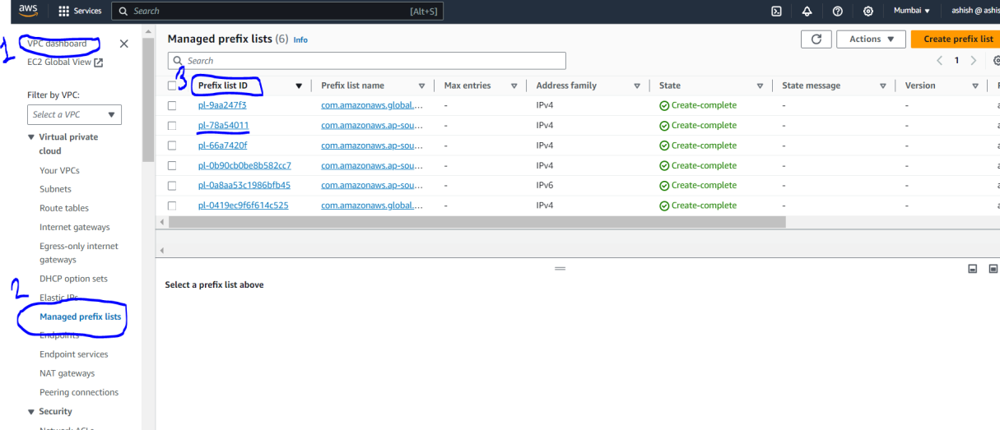 aws Services Search [Alt+S] Mumbai ashish @ ashis
1 VPC dashboard
EC2 Global View
Filter by VPC:
Select a VPC
Virtual private
cloud
Your VPCs
Subnets
Route tables
Internet gateways
Egress-only internet
gateways
DHCP option sets
2
Elastic IPs
Managed prefix lists
Endpoints
Endpoint services
NAT gateways
Peering connections
Security
Network ACLs
Managed prefix lists (6) Info Actions Create prefix list
Search 1
3
Prefix list ID Prefix list name Max entries Address family State State message Version
pl-9aa247f3 com.amazonaws.global.... - IPv4 Create-complete - -
pl-78a54011 com.amazonaws.ap-sou... - IPv4 Create-complete - -
pl-66a7420f com.amazonaws.ap-sou... - IPv4 Create-complete - -
pl-0b90cb0be8b582cc7 com.amazonaws.ap-sou... - IPv4 Create-complete - -
pl-0a8aa53c1986bfb45 com.amazonaws.ap-sou... - IPv6 Create-complete - -
pl-0419ec9f6f614c525 com.amazonaws.global.... - IPv4 Create-complete - -
Select a prefix list above